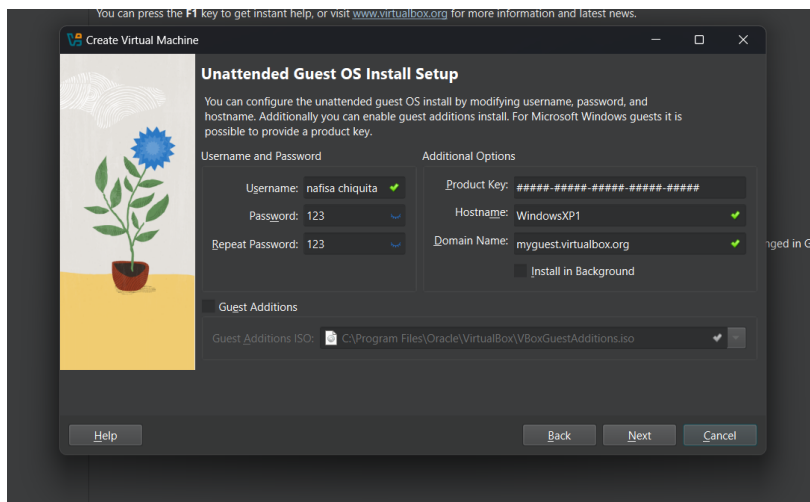 You can press the F1 key to get instant help, or visit www.virtualbox.org for more information and latest news.
Create Virtual Machine
Unattended Guest OS Install Setup
You can configure the unattended guest OS install by modifying username, password, and
hostname. Additionally you can enable guest additions install. For Microsoft Windows guests it is
possible to provide a product key.
Username and Password
Username: nafisa chiquita
Password: 123
Repeat Password: 123
Additional Options
Product Key: #####-#####-#####-#####-#####
Hostname: WindowsXP1
Domain Name: myguest.virtualbox.org
Install in Background
Guest Additions
Guest Additions ISO: C:\Program Files\Oracle\VirtualBox\VBoxGuestAdditions.iso
Help
Back
Next
Cancel